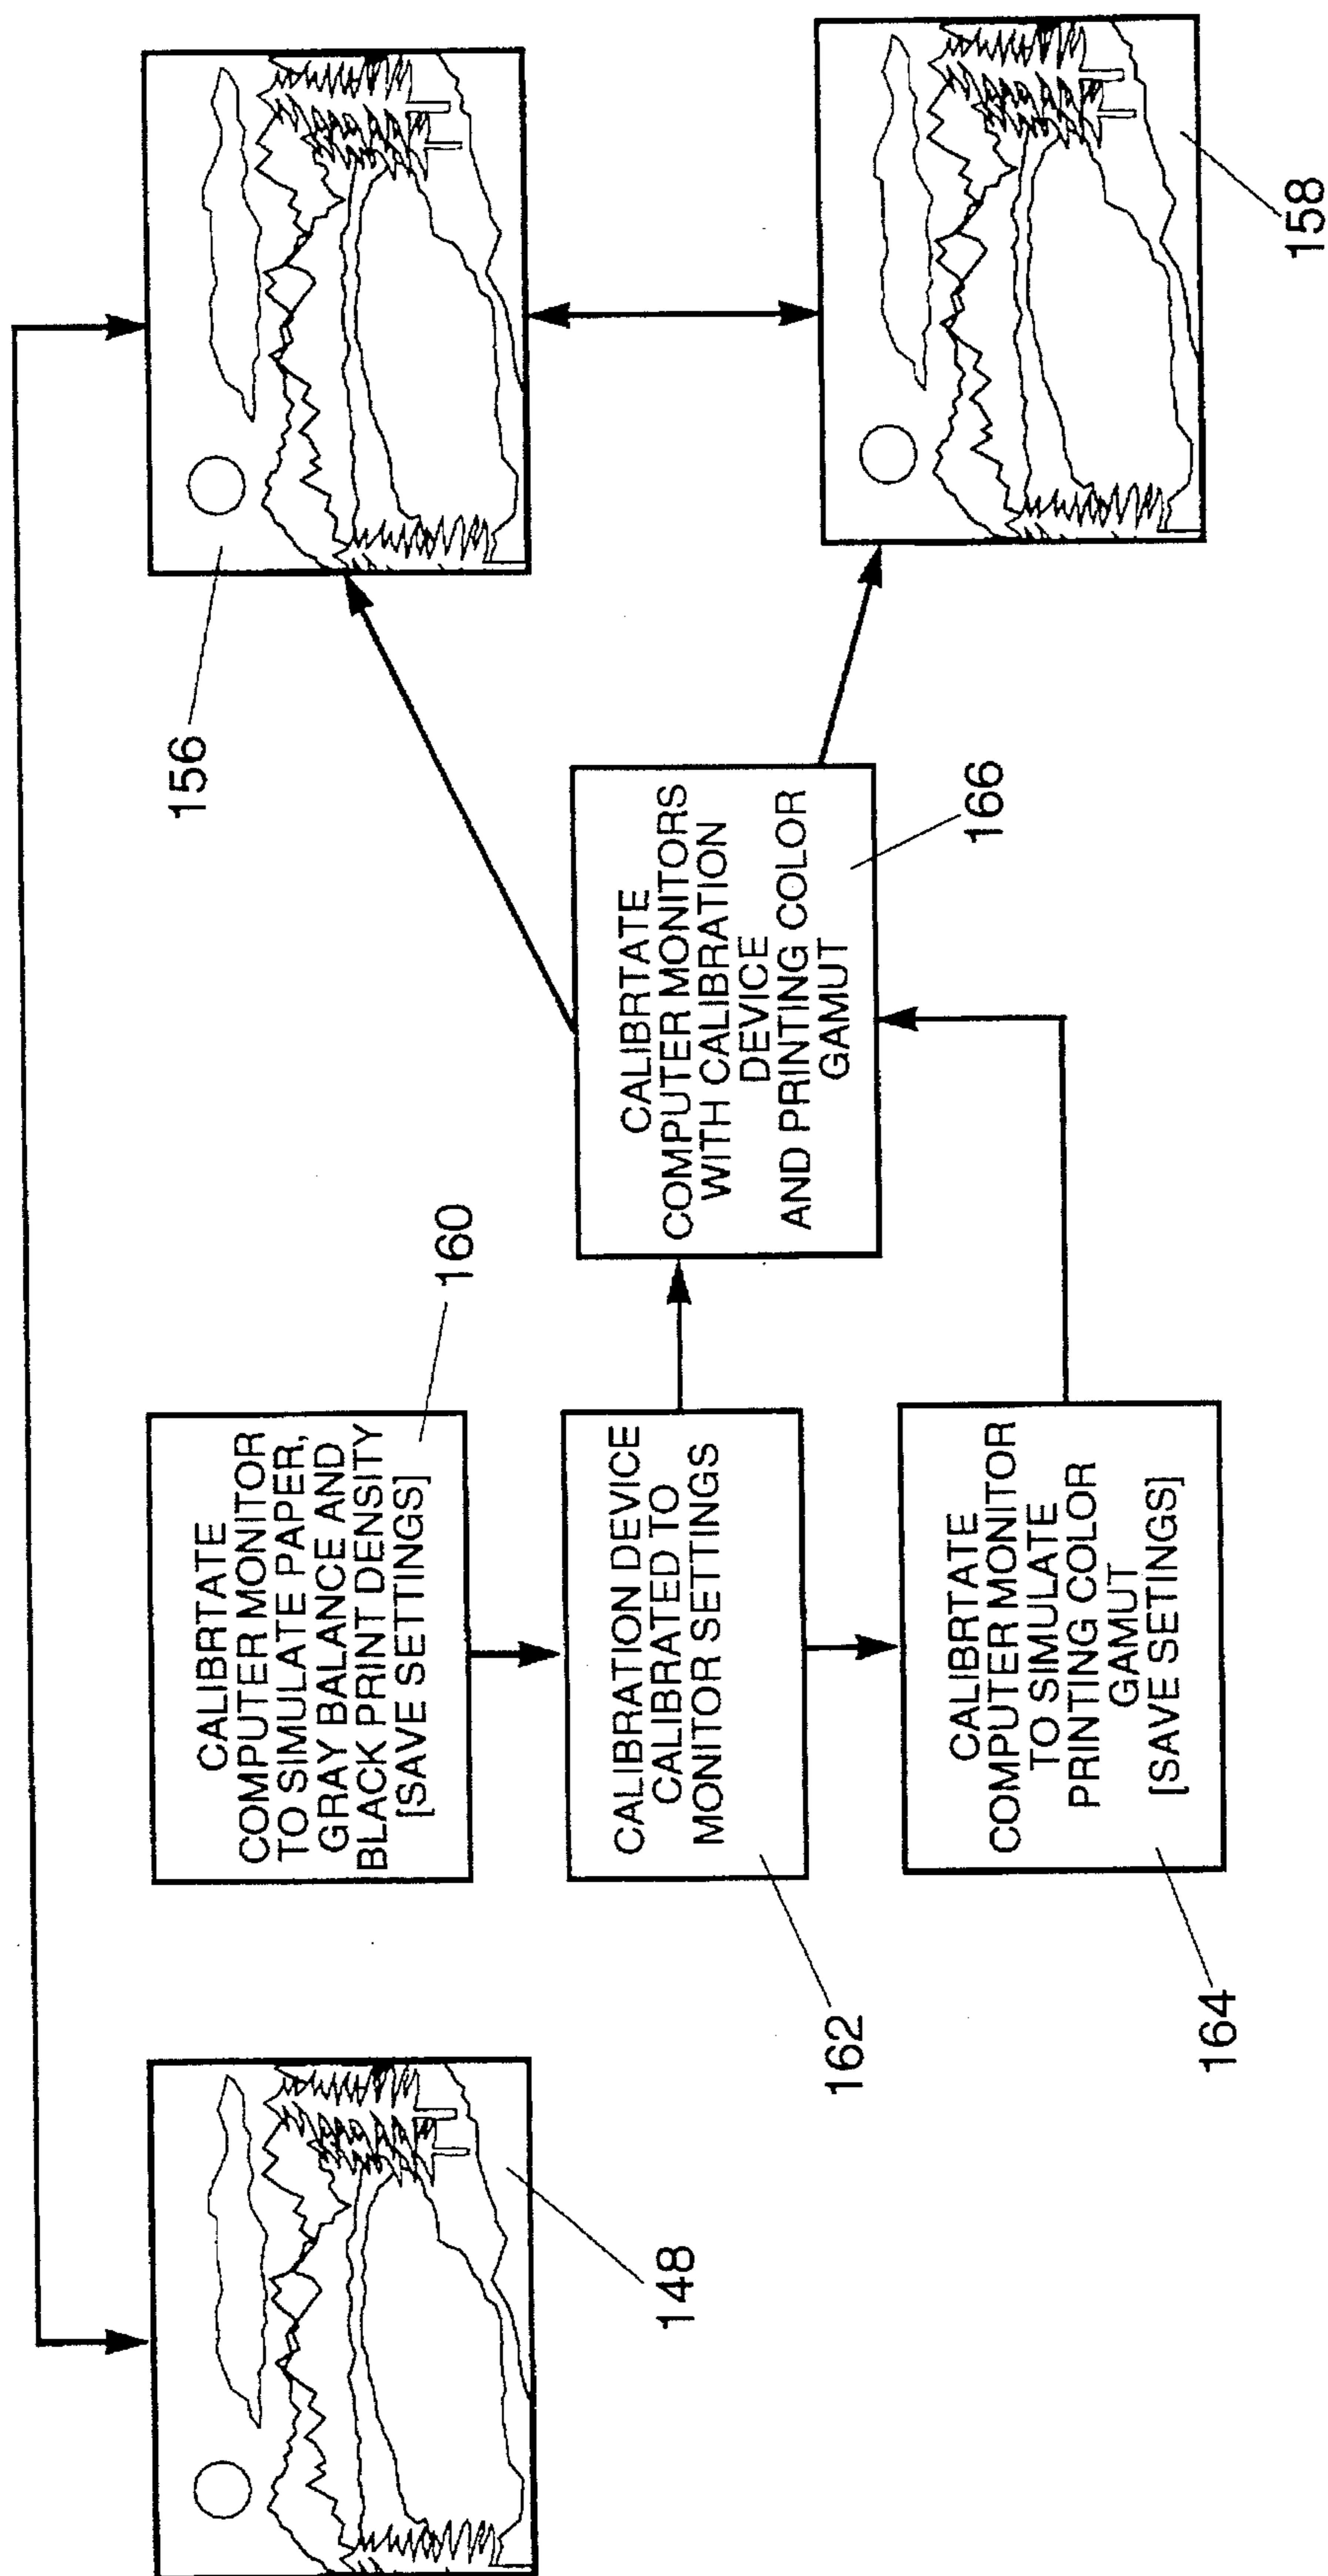 148
CALIBRTATE
COMPUTER MONITOR
TO SIMULATE PAPER,
GRAY BALANCE AND
BLACK PRINT DENSITY
[SAVE SETTINGS]
160
CALIBRATION DEVICE
CALIBRATED TO
MONITOR SETTINGS
162
CALIBRTATE
COMPUTER MONITOR
TO SIMULATE
PRINTING COLOR
GAMUT
[SAVE SETINGS]
164
CALIBRTATE
COMPUTER MONITORS
WITH CALIBRATION
DEVICE
AND PRINTING COLOR
GAMUT
166
156
158